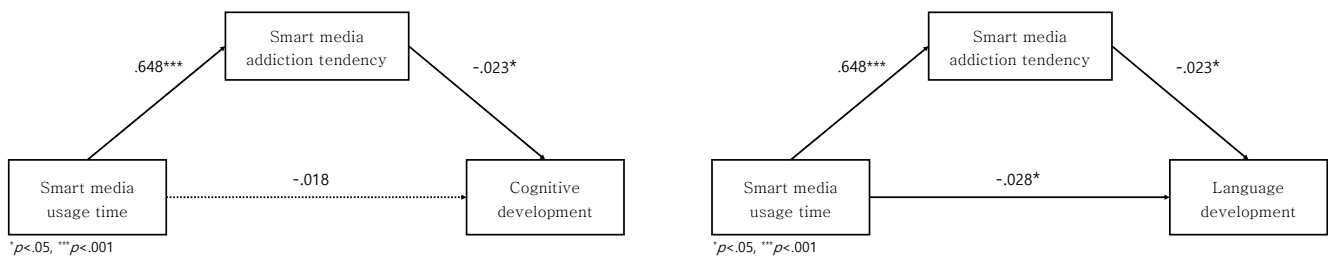 Smart media
addiction tendency
.648***
-.023*
-.018
Smart media
usage time
Cognitive
development
*p<.05, ***p<.001
Smart media
addiction tendency
.648***
-.023*
-.028*
Smart media
usage time
Language
development
*p<.05, ***p<.001